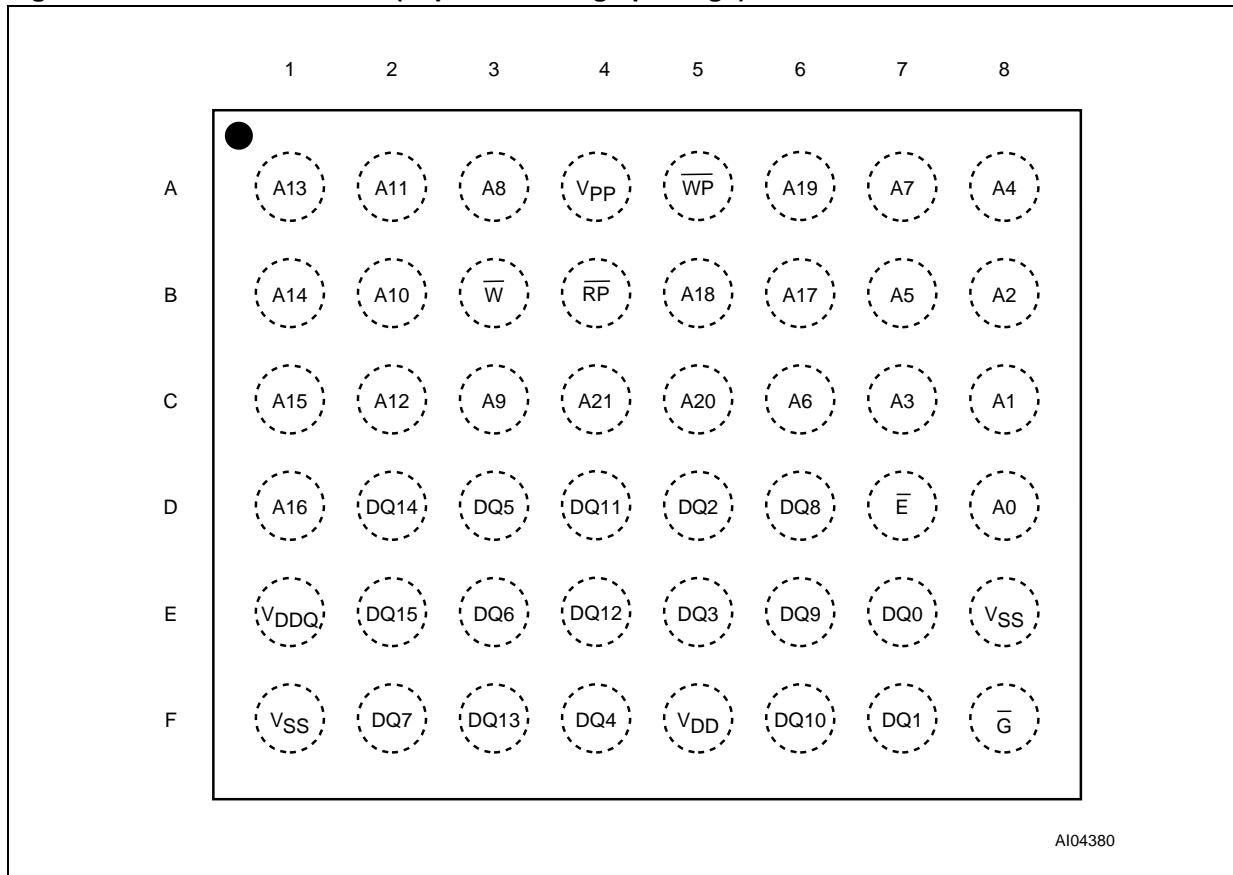 1 2 3 4 5 6 7 8
A A13 A11 A8 VPP W̅P̅ A19 A7 A4
B A14 A10 W̅ R̅P̅ A18 A17 A5 A2
C A15 A12 A9 A21 A20 A6 A3 A1
D A16 DQ14 DQ5 DQ11 DQ2 DQ8 E̅ A0
E VDDQ DQ15 DQ6 DQ12 DQ3 DQ9 DQ0 VSS
F VSS DQ7 DQ13 DQ4 VDD DQ10 DQ1 G̅
AI04380